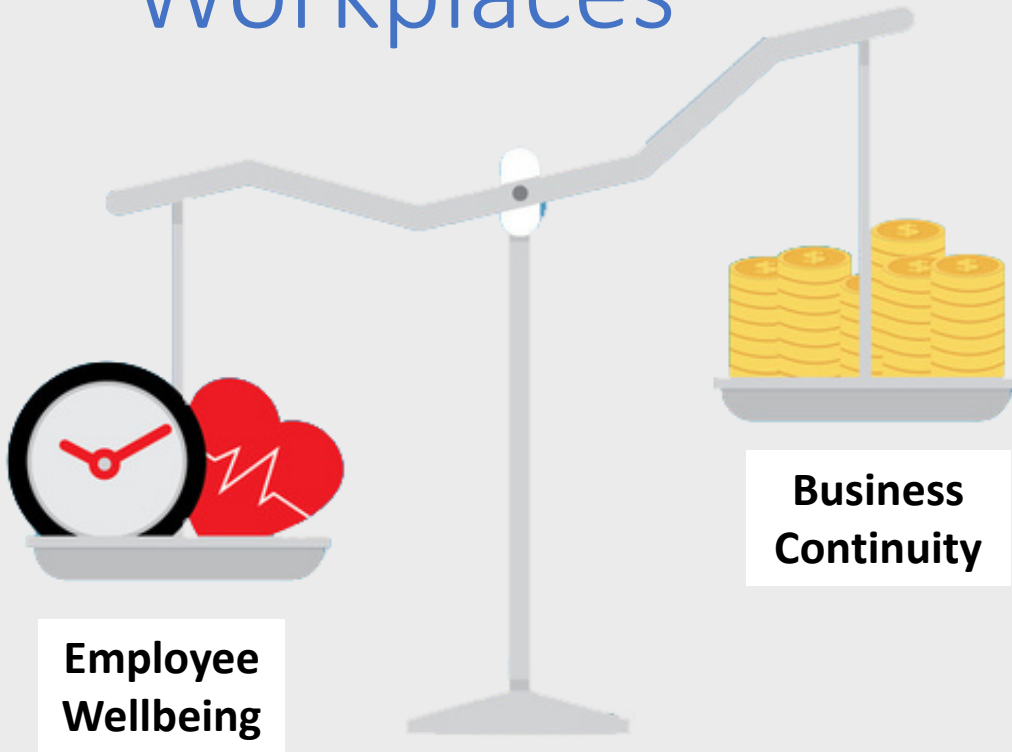 Workplaces
Business
Continuity
Employee
Wellbeing